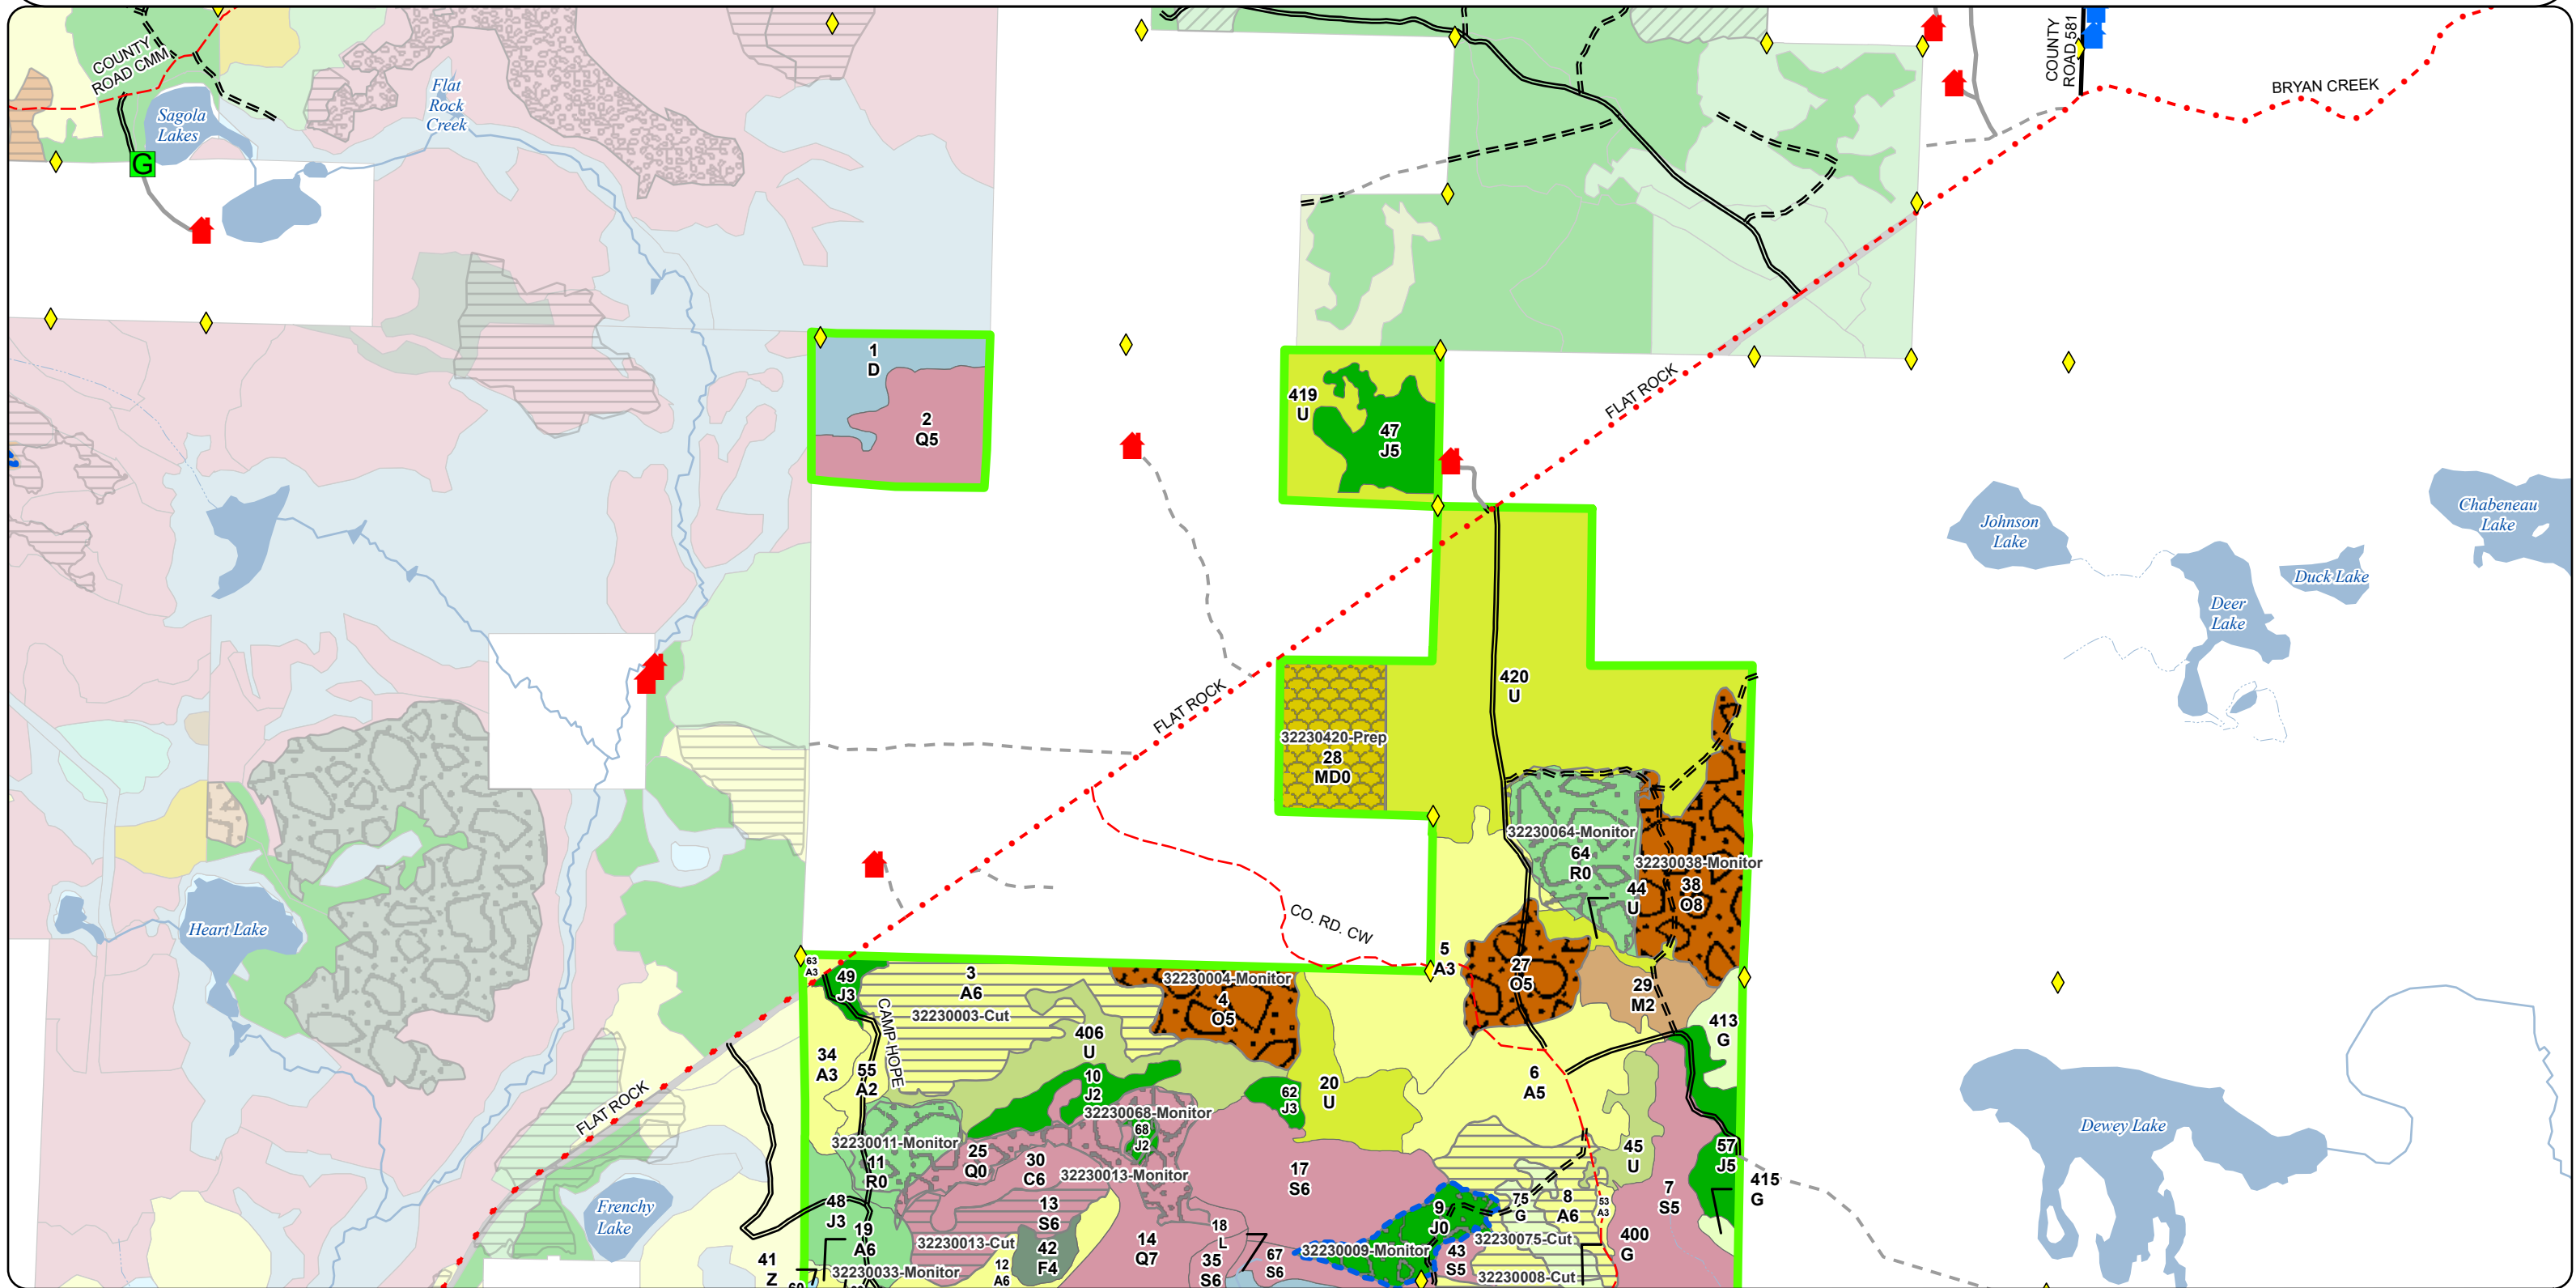 COUNTY
ROAD CMM
Sagola
Lakes
Flat
Rock
Creek
G
COUNTY
ROAD 581
BRYAN CREEK
1
D
2
Q5
419
U
47
J5
FLAT ROCK
Johnson
Lake
Chabeneau
Lake
Duck Lake
Deer
Lake
FLAT ROCK
420
U
32230420-Prep
28
MD0
32230064-Monitor
64
R0
44
U
32230038-Monitor
38
O8
Heart Lake
CO. RD. CW
5
A3
27
O5
29
M2
413
G
63
A3
49
J3
3
A6
32230003-Cut
32230004-Monitor
4
O5
CAMP HOPE
406
U
34
A3
55
A2
10
J2
62
J3
20
U
6
A5
FLAT ROCK
32230068-Monitor
68
J2
32230011-Monitor
11
R0
25
Q0
30
C6
32230013-Monitor
17
S6
45
U
57
J5
415
G
7
S5
Dewey Lake
Frenchy
Lake
48
J3
19
A6
13
S6
32230013-Cut
42
F4
12
A6
14
Q7
18
L
35
S6
67
S6
9
J0
32230009-Monitor
43
S5
75
G
8
A6
53
A3
32230075-Cut
32230008-Cut
400
G
41
Z
32230033-Monitor